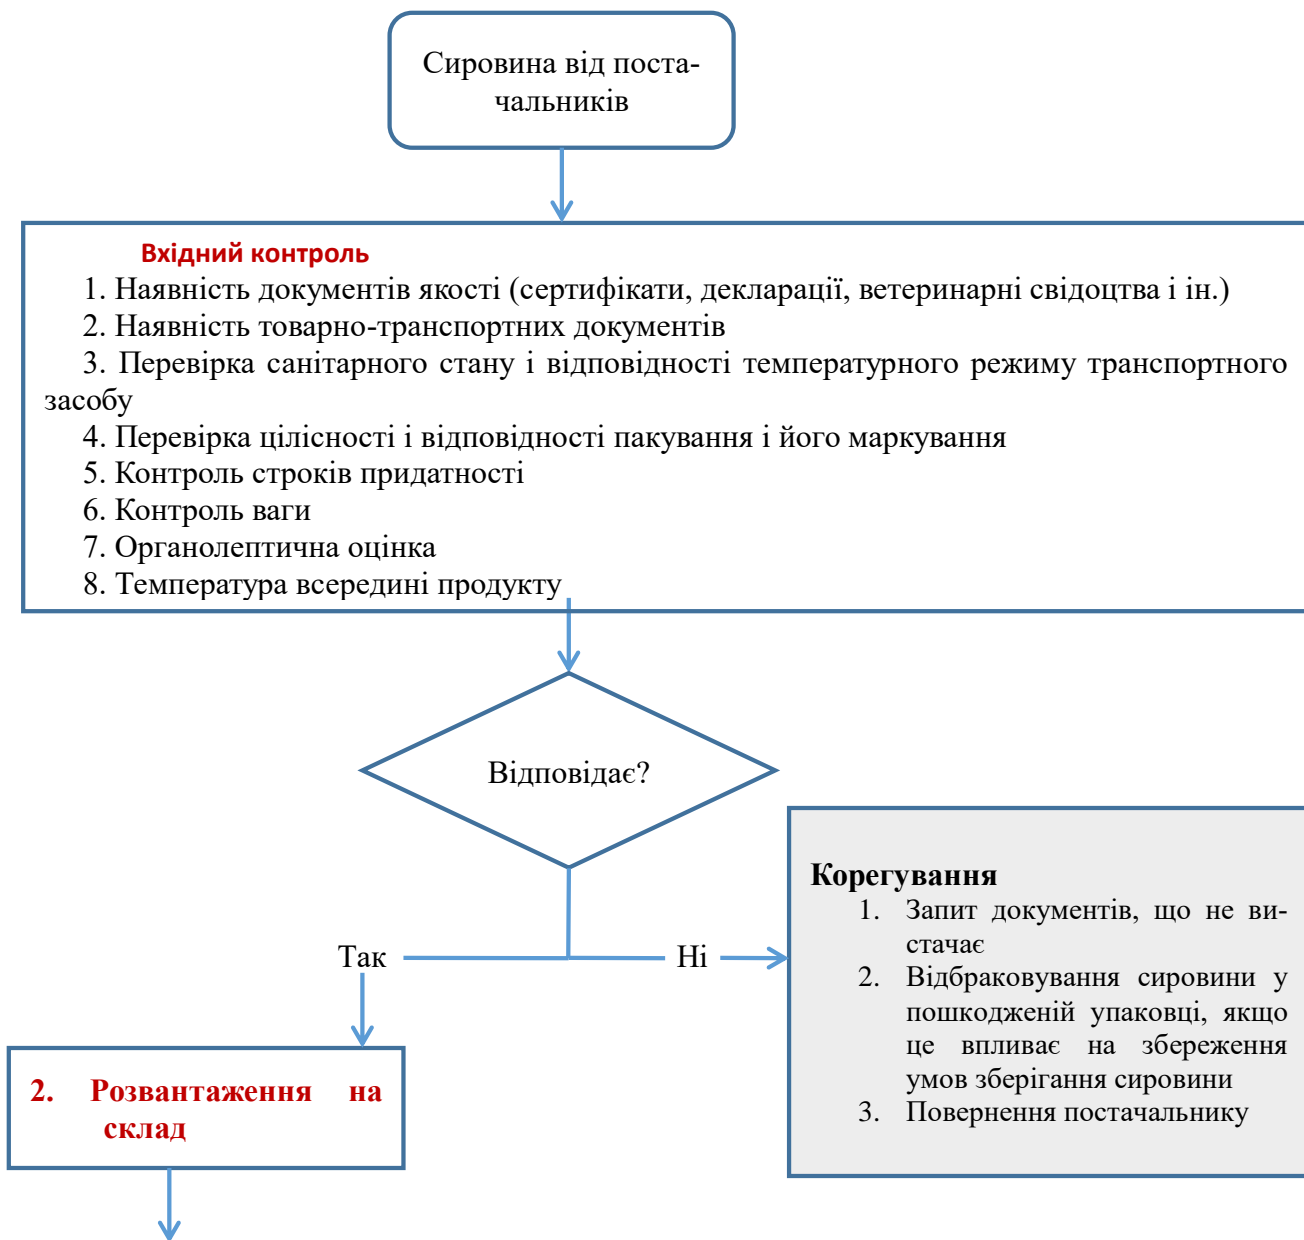 Сировина від поста-
чальників
Вхідний контроль
1. Наявність документів якості (сертифікати, декларації, ветеринарні свідоцтва і ін.)
2. Наявність товарно-транспортних документів
3. Перевірка санітарного стану і відповідності температурного режиму транспортного
засобу
4. Перевірка цілісності і відповідності пакування і його маркування
5. Контроль строків придатності
6. Контроль ваги
7. Органолептична оцінка
8. Температура всередині продукту
Відповідає?
Так
Ні
Корегування
1. Запит документів, що не ви-
стачає
2. Відбраковування сировини у
пошкодженій упаковці, якщо
це впливає на збереження
умов зберігання сировини
3. Повернення постачальнику
2. Розвантаження на
склад